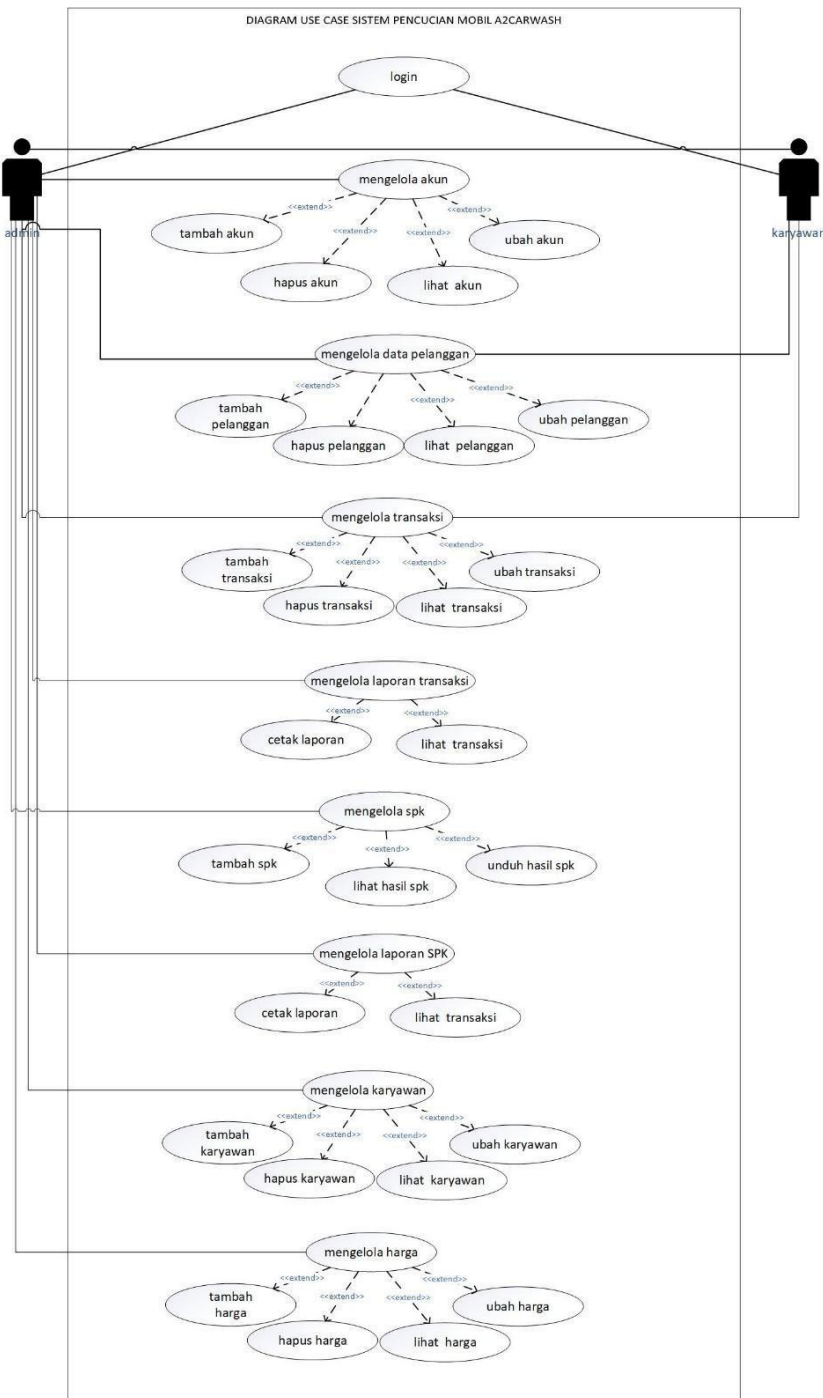 DIAGRAM USE CASE SISTEM PENCUCIAN MOBIL A2CARWASH
login
admin
karyawan
mengelola akun
<<extend>>
<<extend>>
<<extend>>
<<extend>>
tambah akun
ubah akun
hapus akun
lihat akun
mengelola data pelanggan
<<extend>>
<<extend>>
<<extend>>
tambah
pelanggan
ubah pelanggan
hapus pelanggan
lihat pelanggan
mengelola transaksi
<<extend>>
<<extend>>
<<extend>>
<<extend>>
tambah
transaksi
ubah transaksi
hapus transaksi
lihat transaksi
mengelola laporan transaksi
<<extend>>
<<extend>>
cetak laporan
lihat transaksi
mengelola spk
<<extend>>
<<extend>>
<<extend>>
tambah spk
unduh hasil spk
lihat hasil spk
mengelola laporan SPK
<<extend>>
<<extend>>
cetak laporan
lihat transaksi
mengelola karyawan
<<extend>>
<<extend>>
<<extend>>
<<extend>>
tambah
karyawan
ubah karyawan
hapus karyawan
lihat karyawan
mengelola harga
<<extend>>
<<extend>>
<<extend>>
<<extend>>
tambah
harga
ubah harga
hapus harga
lihat harga